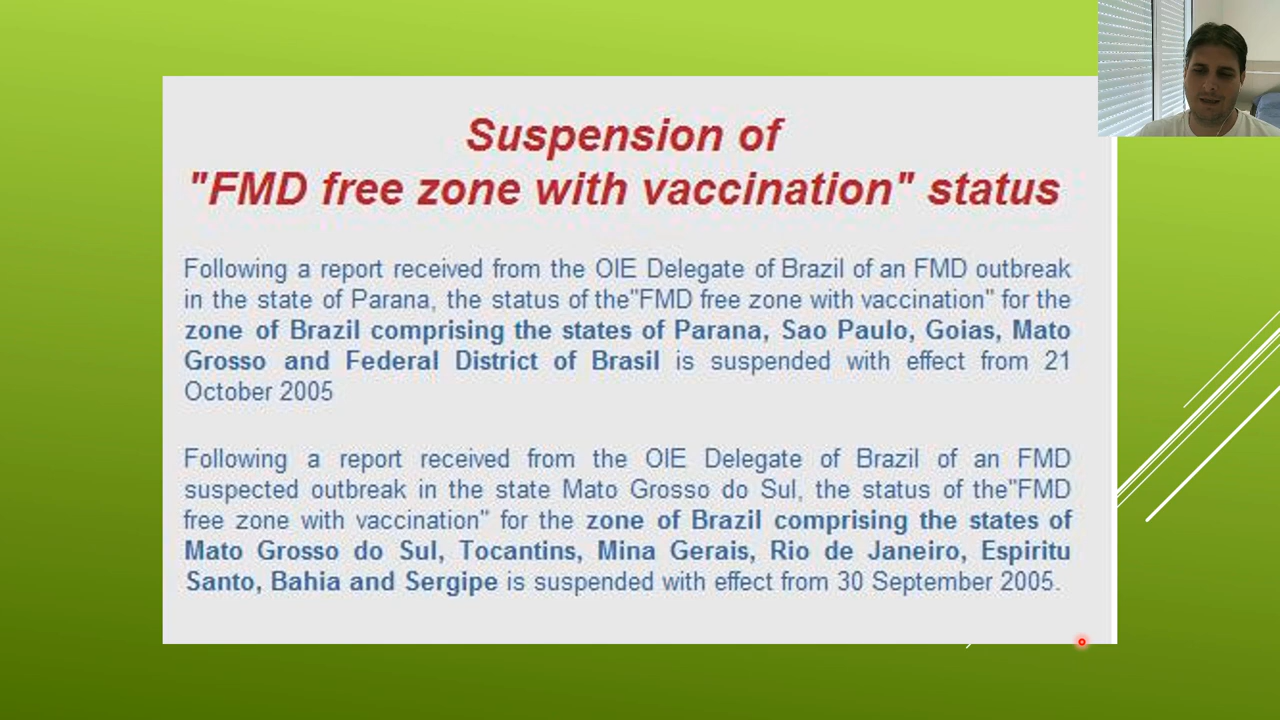 Suspension of
"FMD free zone with vaccination" status
Following a report received from the OIE Delegate of Brazil of an FMD outbreak
in the state of Parana, the status of the"FMD free zone with vaccination" for the
zone of Brazil comprising the states of Parana, Sao Paulo, Goias, Mato
Grosso and Federal District of Brasil is suspended with effect from 21
October 2005
Following a report received from the OIE Delegate of Brazil of an FMD
suspected outbreak in the state Mato Grosso do Sul, the status of the"FMD
free zone with vaccination" for the zone of Brazil comprising the states of
Mato Grosso do Sul, Tocantins, Mina Gerais, Rio de Janeiro, Espiritu
Santo, Bahia and Sergipe is suspended with effect from 30 September 2005.